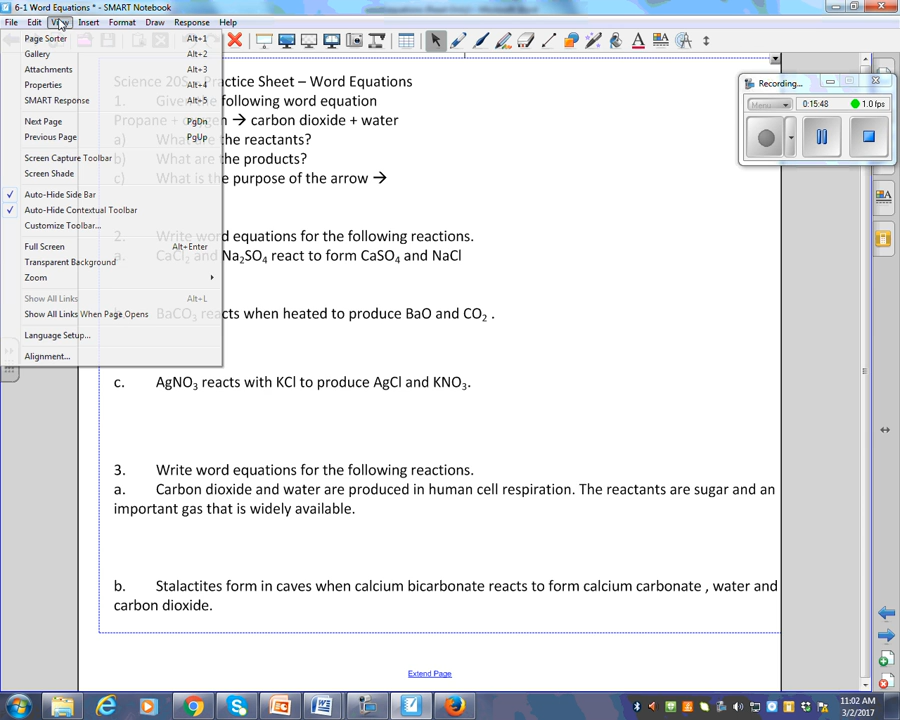 6-1 Word Equations * - SMART Notebook
File Edit View Insert Format Draw Response Help
Page Sorter Alt+1
Gallery Alt+2
Attachments Alt+3
Properties Alt+4
SMART Response Alt+5
Next Page PgDn
Previous Page PgUp
Screen Capture Toolbar
Screen Shade
Auto-Hide Side Bar
Auto-Hide Contextual Toolbar
Customize Toolbar...
Full Screen Alt+Enter
Transparent Background
Zoom
Show All Links Alt+L
Show All Links When Page Opens
Language Setup...
Alignment...
Recording...
Menu 0:15:48 1.0 fps
Science 20S Practice Sheet – Word Equations
1. Given the following word equation
Propane + oxygen → carbon dioxide + water
a) What are the reactants?
b) What are the products?
c) What is the purpose of the arrow →
2. Write word equations for the following reactions.
a. CaCl₂ and Na₂SO₄ react to form CaSO₄ and NaCl
BaCO₃ reacts when heated to produce BaO and CO₂ .
c. AgNO₃ reacts with KCl to produce AgCl and KNO₃.
3. Write word equations for the following reactions.
a. Carbon dioxide and water are produced in human cell respiration. The reactants are sugar and an
important gas that is widely available.
b. Stalactites form in caves when calcium bicarbonate reacts to form calcium carbonate , water and
carbon dioxide.
Extend Page
11:02 AM
3/2/2017